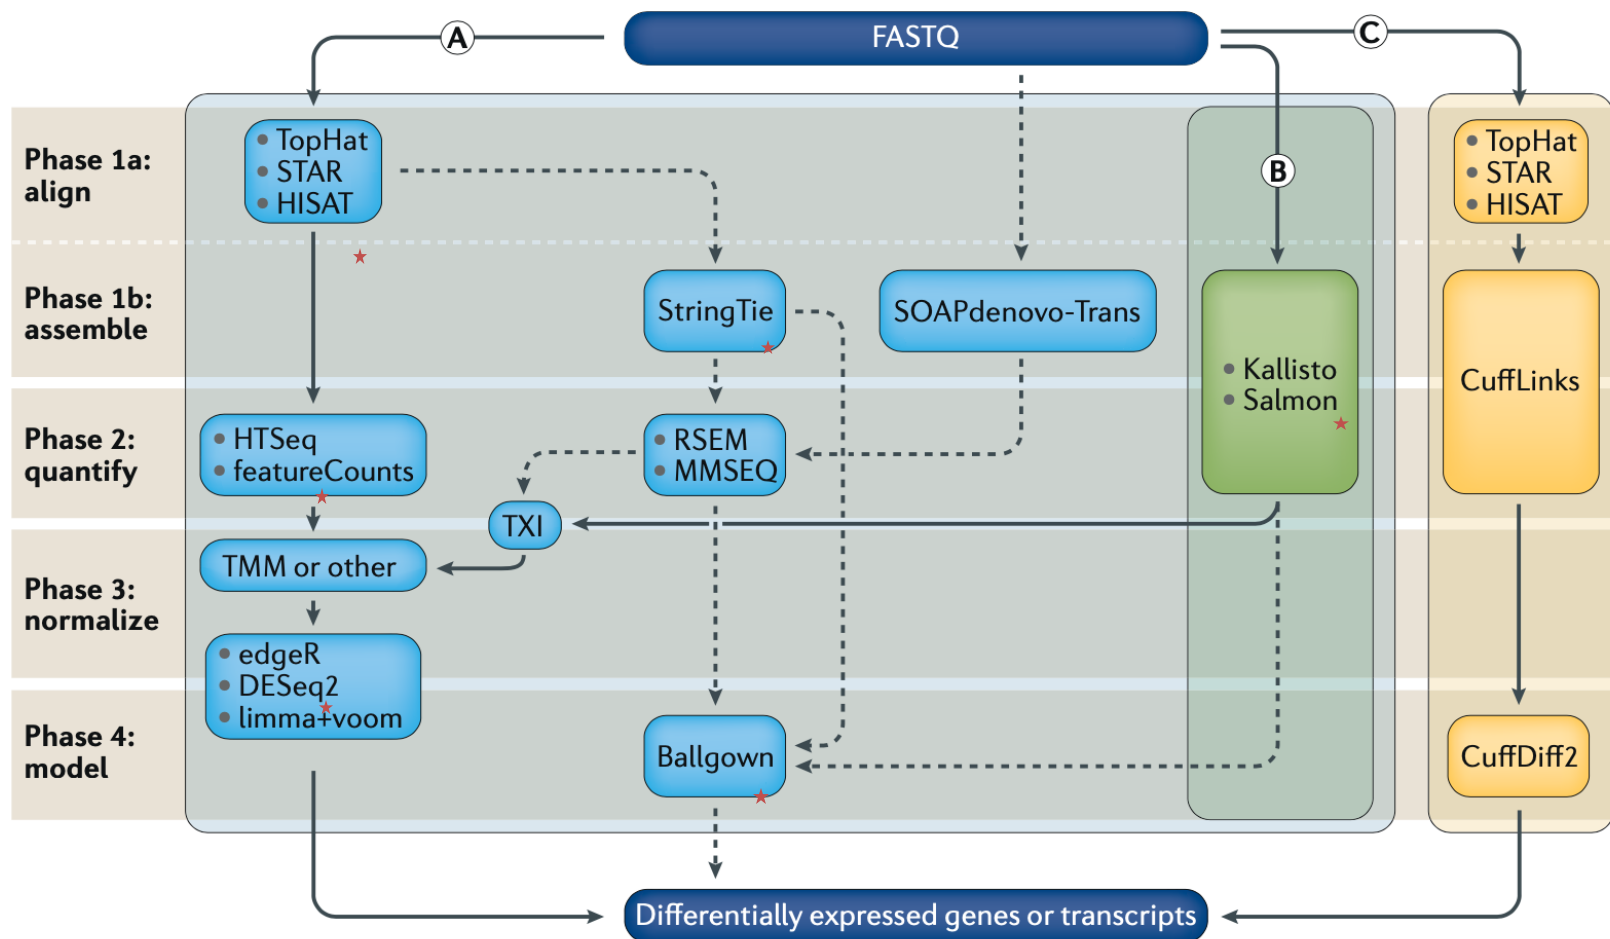 FASTQ
A
C
Phase 1a:
align
TopHat
STAR
HISAT
B
TopHat
STAR
HISAT
Phase 1b:
assemble
StringTie
SOAPdenovo-Trans
Kallisto
Salmon
CuffLinks
Phase 2:
quantify
HTSeq
featureCounts
RSEM
MMSEQ
TXI
Phase 3:
normalize
TMM or other
edgeR
DESeq2
limma+voom
Phase 4:
model
Ballgown
CuffDiff2
Differentially expressed genes or transcripts